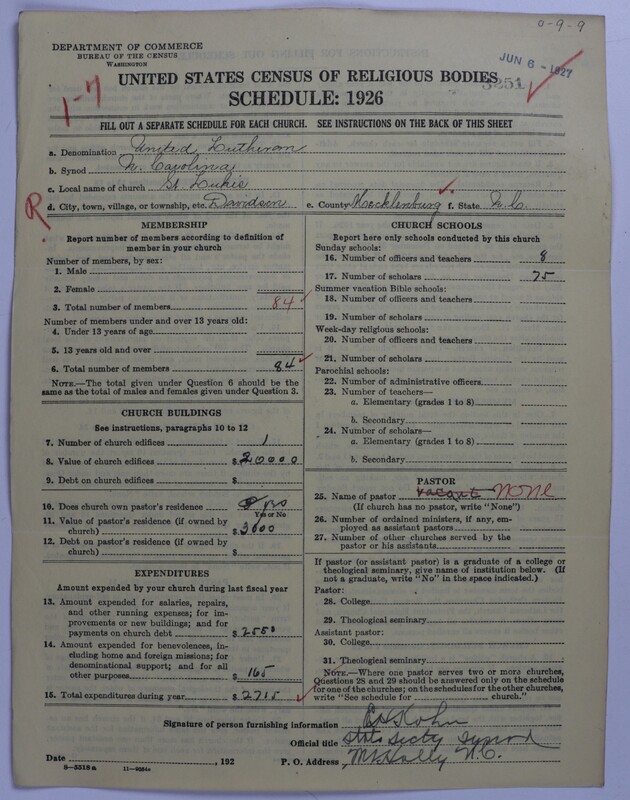 0-9-9
DEPARTMENT OF COMMERCE
BUREAU OF THE CENSUS
WASHINGTON
JUN 6 - 1927
3251
1-7
UNITED STATES CENSUS OF RELIGIOUS BODIES
SCHEDULE: 1926
FILL OUT A SEPARATE SCHEDULE FOR EACH CHURCH. SEE INSTRUCTIONS ON THE BACK OF THIS SHEET
a. Denomination United Lutheran
b. Synod N. Carolina
c. Local name of church St. Lukes
d. City, town, village, or township, etc. Davidson e. County Mecklenburg f. State N.C.
R
MEMBERSHIP
Report number of members according to definition of
member in your church
Number of members, by sex:
1. Male
2. Female
3. Total number of members 84
Number of members under and over 13 years old:
4. Under 13 years of age
5. 13 years old and over
6. Total number of members 84
NOTE.—The total given under Question 6 should be
same as the total of males and females given under Question 3.
CHURCH BUILDINGS
See instructions, paragraphs 10 to 12
7. Number of church edifices 1
8. Value of church edifices $ 20000
9. Debt on church edifices $
10. Does church own pastor's residence yes
Yes or No
11. Value of pastor's residence (if owned by
church) $ 3000
12. Debt on pastor's residence (if owned by
church) $
EXPENDITURES
Amount expended by your church during last fiscal year
13. Amount expended for salaries, repairs,
and other running expenses; for im-
provements or new buildings; and for
payments on church debt $ 2550
14. Amount expended for benevolences, in-
cluding home and foreign missions; for
denominational support; and for all
other purposes $ 165
15. Total expenditures during year $ 2715
CHURCH SCHOOLS
Report here only schools conducted by this church
Sunday schools:
16. Number of officers and teachers 8
17. Number of scholars 75
Summer vacation Bible schools:
18. Number of officers and teachers
19. Number of scholars
Week-day religious schools:
20. Number of officers and teachers
21. Number of scholars
Parochial schools:
22. Number of administrative officers
23. Number of teachers—
a. Elementary (grades 1 to 8)
b. Secondary
24. Number of scholars—
a. Elementary (grades 1 to 8)
b. Secondary
PASTOR
25. Name of pastor vacant None
(If church has no pastor, write "None")
26. Number of ordained ministers, if any, em-
ployed as assistant pastors
27. Number of other churches served by the
pastor or his assistants
If pastor (or assistant pastor) is a graduate of a college or
theological seminary, give name of institution below. (If
not a graduate, write "No" in the space indicated.)
Pastor:
28. College
29. Theological seminary
Assistant pastor:
30. College
31. Theological seminary
NOTE.—Where one pastor serves two or more churches,
Questions 28 and 29 should be answered only on the schedule
for one of the churches; on the schedules for the other churches,
write "See schedule for church."
Signature of person furnishing information E H Kohn
Official title State Secty Synod
Date , 192 P. O. Address Mt Holly N.C.
8-5518a 11-9264a